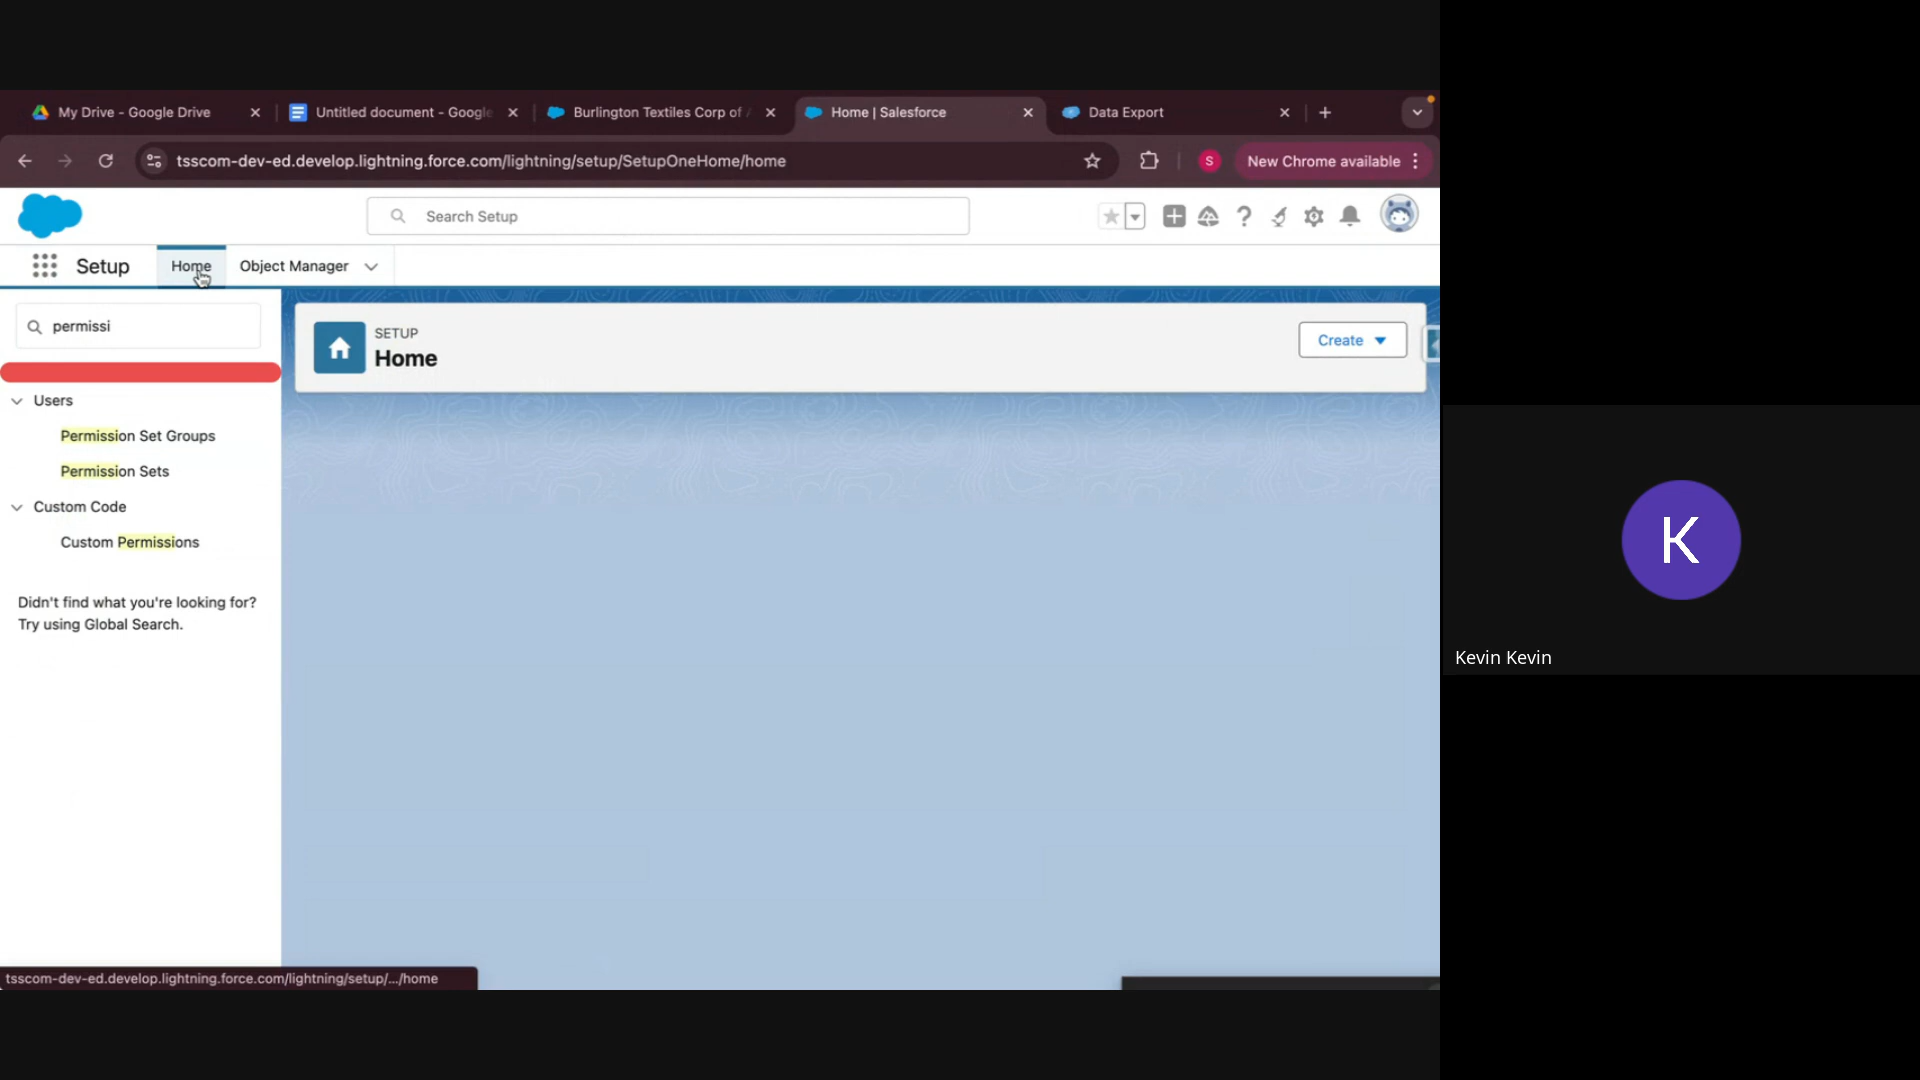 My Drive - Google Drive
Untitled document - Google
Burlington Textiles Corp of A
Home | Salesforce
Data Export
tsscom-dev-ed.develop.lightning.force.com/lightning/setup/SetupOneHome/home
S
New Chrome available
Search Setup
Setup
Home
Object Manager
permissi
SETUP
Home
Create
Users
Permission Set Groups
Permission Sets
Custom Code
Custom Permissions
Didn't find what you're looking for?
Try using Global Search.
K
Kevin Kevin
tsscom-dev-ed.develop.lightning.force.com/lightning/setup/.../home